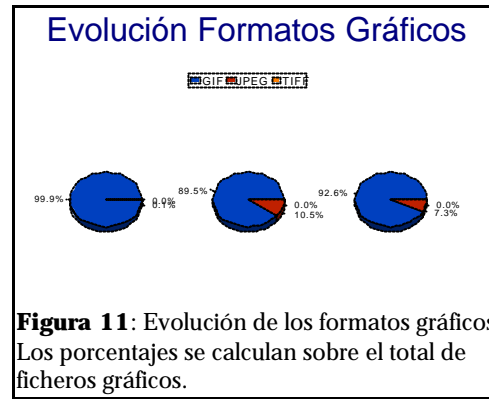 Evolución Formatos Gráficos
GIF JPEG TIFF
99.9% 0.0% 0.1%
89.5% 0.0% 10.5%
92.6% 0.0% 7.3%
Figura 11: Evolución de los formatos gráficos
Los porcentajes se calculan sobre el total de
ficheros gráficos.